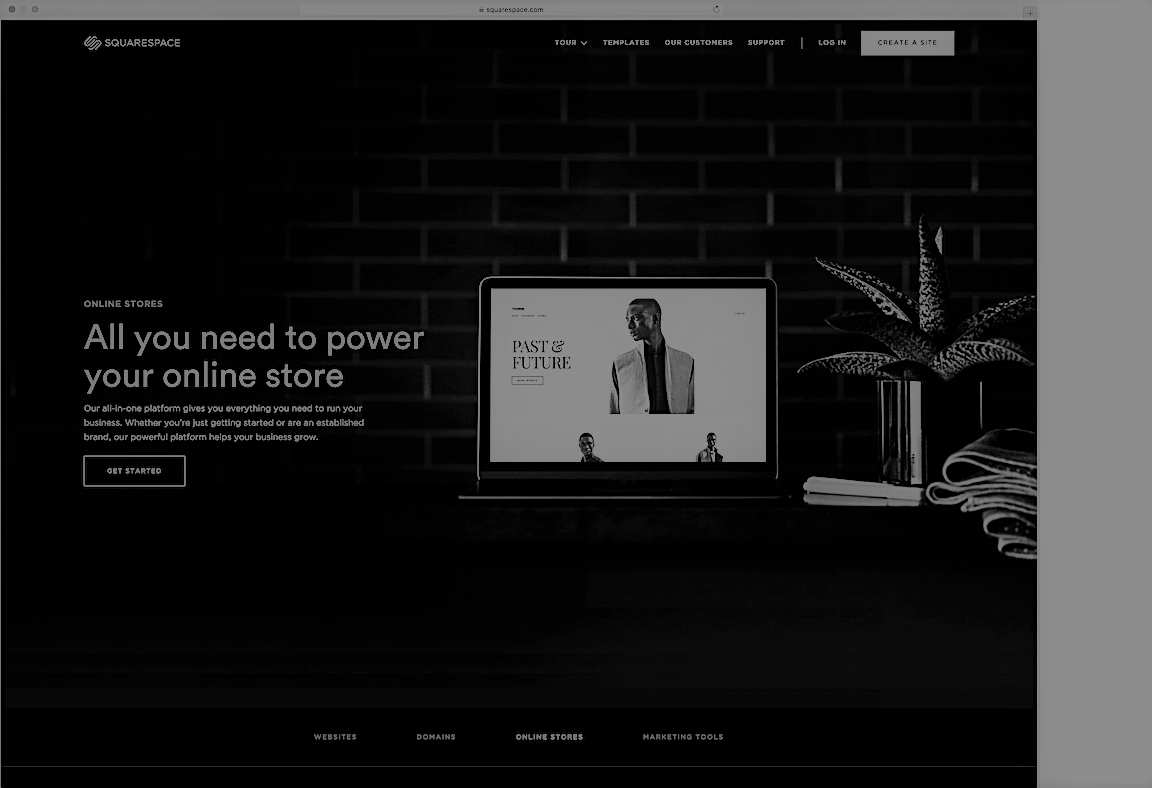 squarespace.com
SQUARESPACE
TOUR
TEMPLATES
OUR CUSTOMERS
SUPPORT
LOG IN
CREATE A SITE
ONLINE STORES
All you need to power
your online store
Our all-in-one platform gives you everything you need to run your
business. Whether you're just getting started or are an established
brand, our powerful platform helps your business grow.
GET STARTED
PAST &
FUTURE
WEBSITES
DOMAINS
ONLINE STORES
MARKETING TOOLS